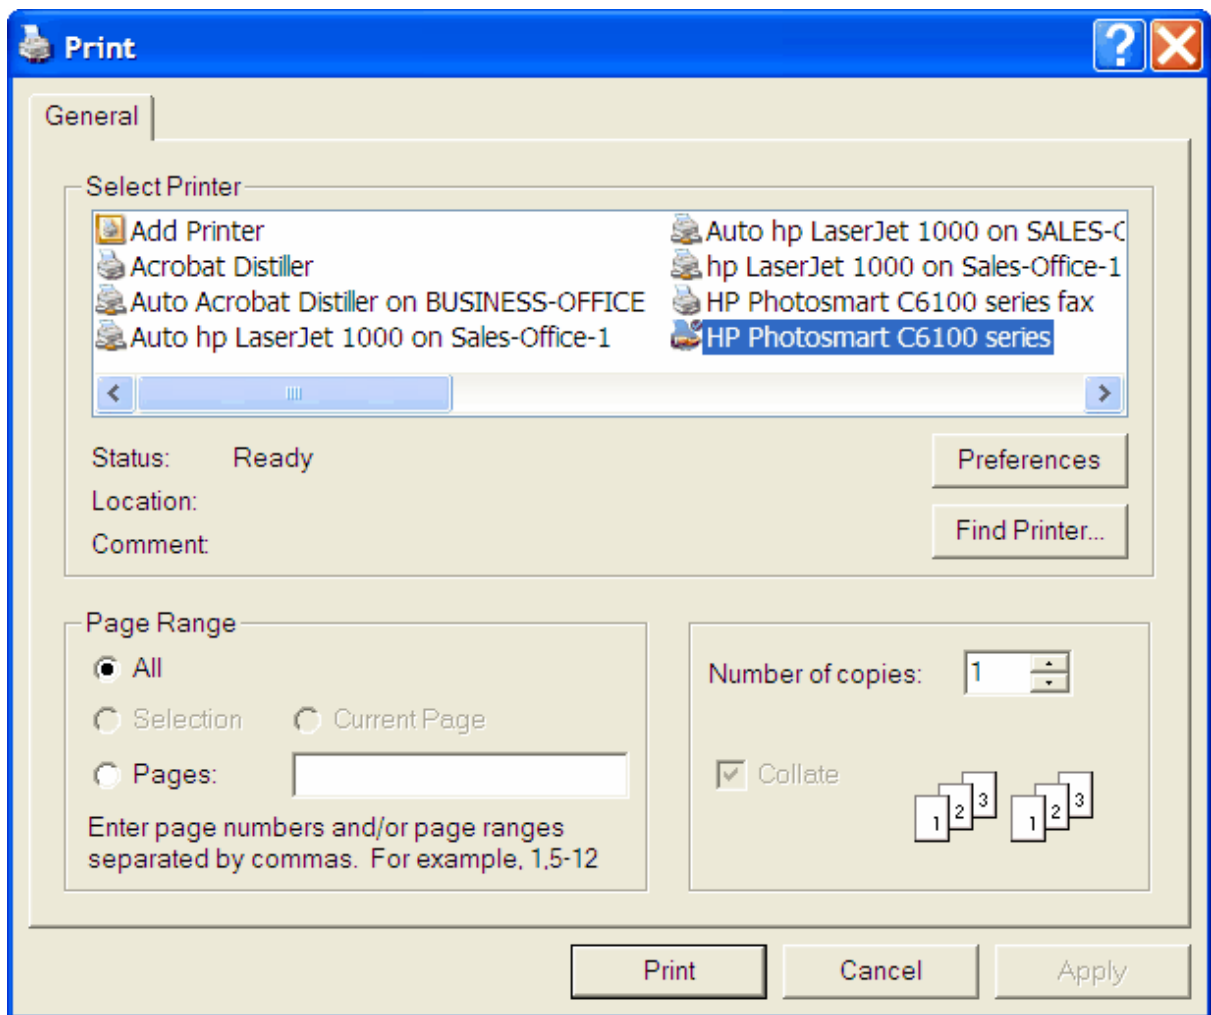 Print
General
Select Printer
Add Printer
Acrobat Distiller
Auto Acrobat Distiller on BUSINESS-OFFICE
Auto hp LaserJet 1000 on Sales-Office-1
Auto hp LaserJet 1000 on SALES-
hp LaserJet 1000 on Sales-Office-1
HP Photosmart C6100 series fax
HP Photosmart C6100 series
Status: Ready
Location:
Comment:
Preferences
Find Printer...
Page Range
All
Selection Current Page
Pages:
Enter page numbers and/or page ranges
separated by commas. For example, 1,5-12
Number of copies: 1
Collate
1 2 3 1 2 3
Print Cancel Apply